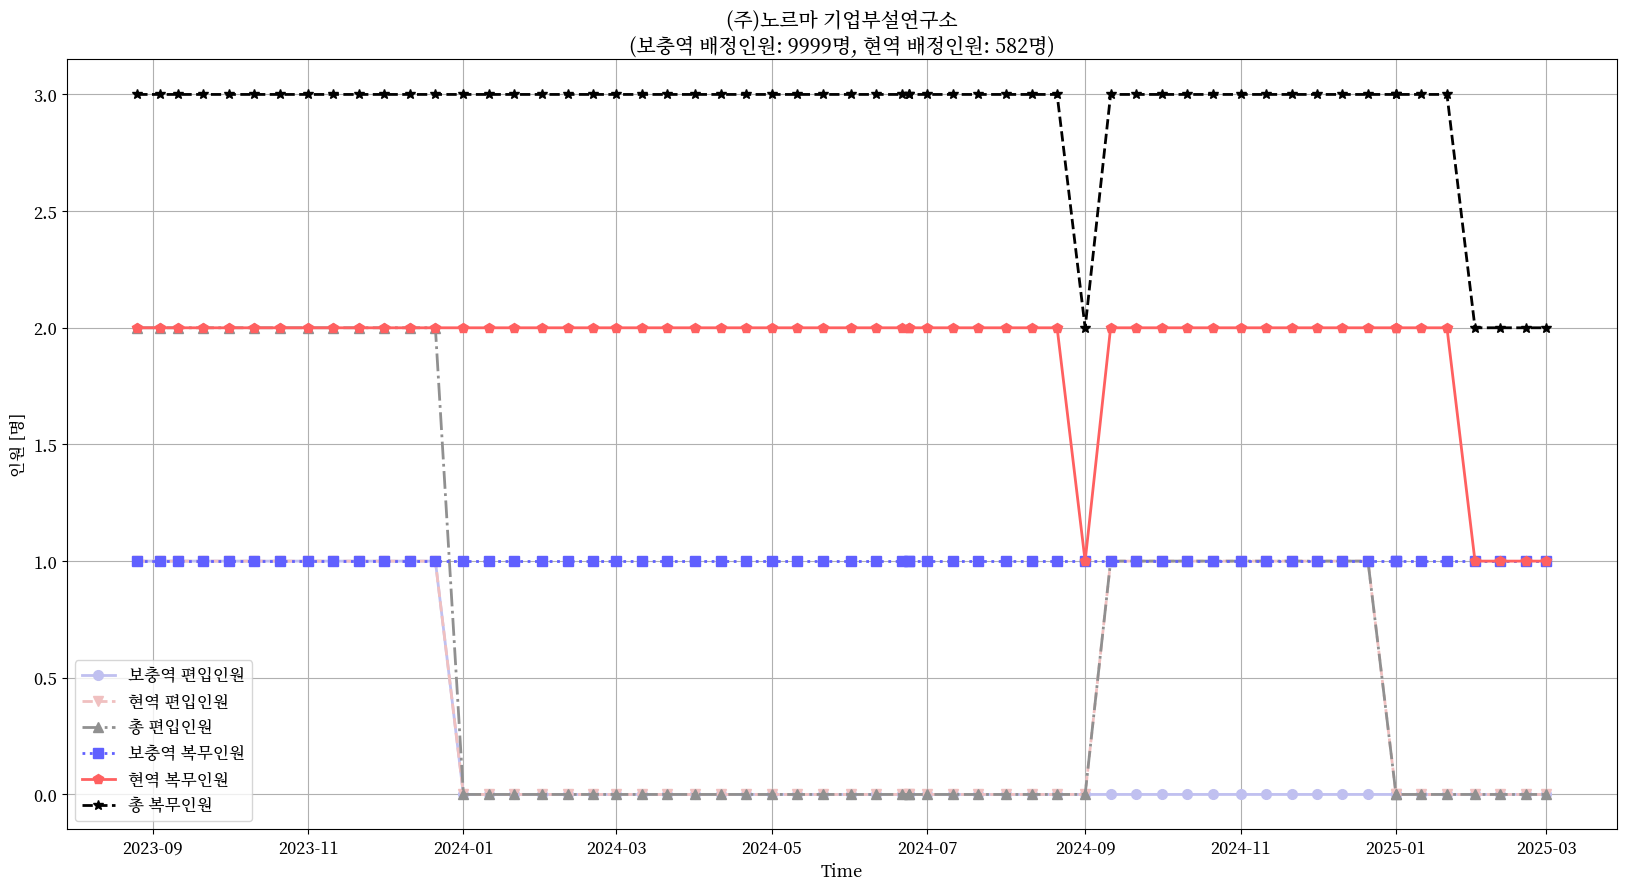 (주)노르마 기업부설연구소
(보충역 배정인원: 9999명, 현역 배정인원: 582명)
인원 [명]
3.0
2.5
2.0
1.5
1.0
0.5
0.0
보충역 편입인원
현역 편입인원
총 편입인원
보충역 복무인원
현역 복무인원
총 복무인원
2023-09 2023-11 2024-01 2024-03 2024-05 2024-07 2024-09 2024-11 2025-01 2025-03
Time